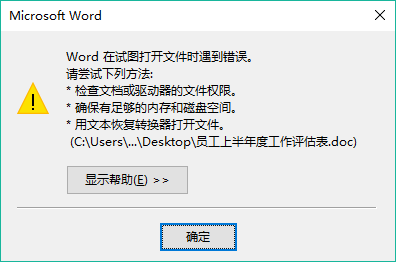 Microsoft Word
Word 在试图打开文件时遇到错误。
请尝试下列方法:
* 检查文档或驱动器的文件权限。
* 确保有足够的内存和磁盘空间。
* 用文本恢复转换器打开文件。
(C:\Users\...\Desktop\员工上半年度工作评估表.doc)
显示帮助(E) >>
确定